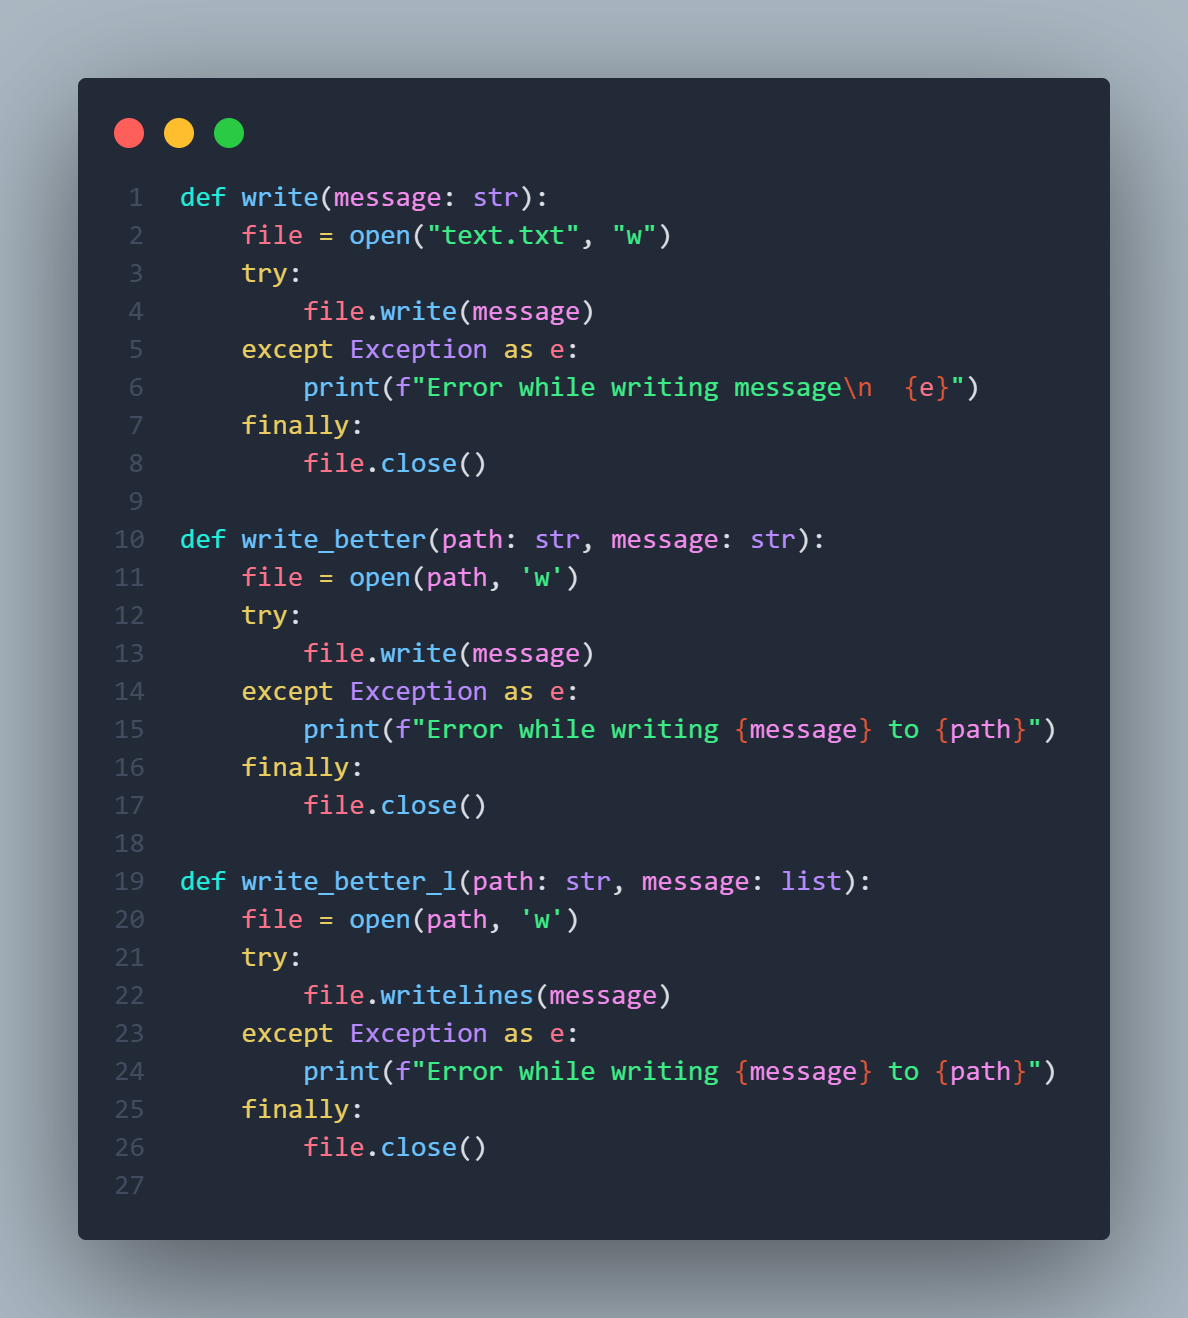 1 def write(message: str):
2     file = open("text.txt", "w")
3     try:
4         file.write(message)
5     except Exception as e:
6         print(f"Error while writing message\n  {e}")
7     finally:
8         file.close()
9
10 def write_better(path: str, message: str):
11     file = open(path, 'w')
12     try:
13         file.write(message)
14     except Exception as e:
15         print(f"Error while writing {message} to {path}")
16     finally:
17         file.close()
18
19 def write_better_l(path: str, message: list):
20     file = open(path, 'w')
21     try:
22         file.writelines(message)
23     except Exception as e:
24         print(f"Error while writing {message} to {path}")
25     finally:
26         file.close()
27